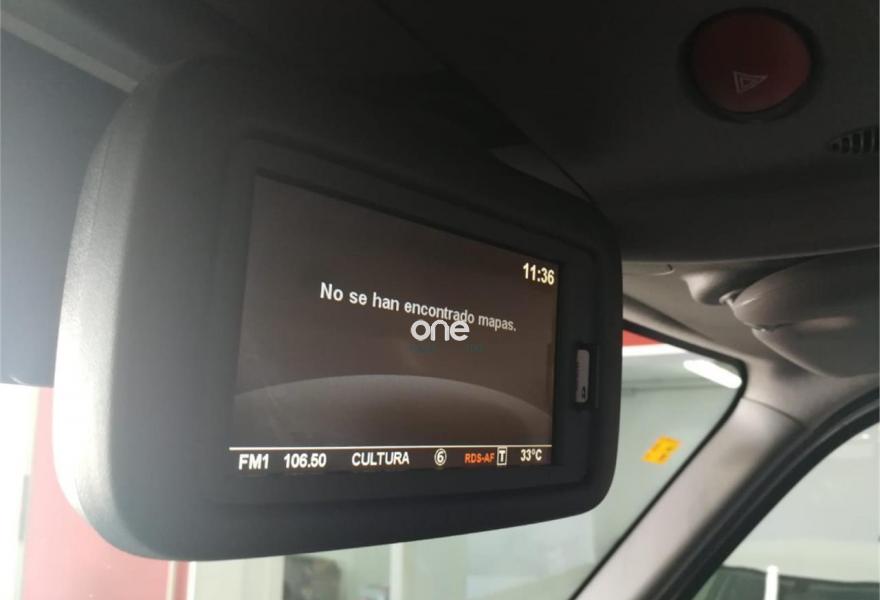 11:36
No se han encontrado mapas.
one
FM1 106.50 CULTURA 6 RDS-AF T 33°C